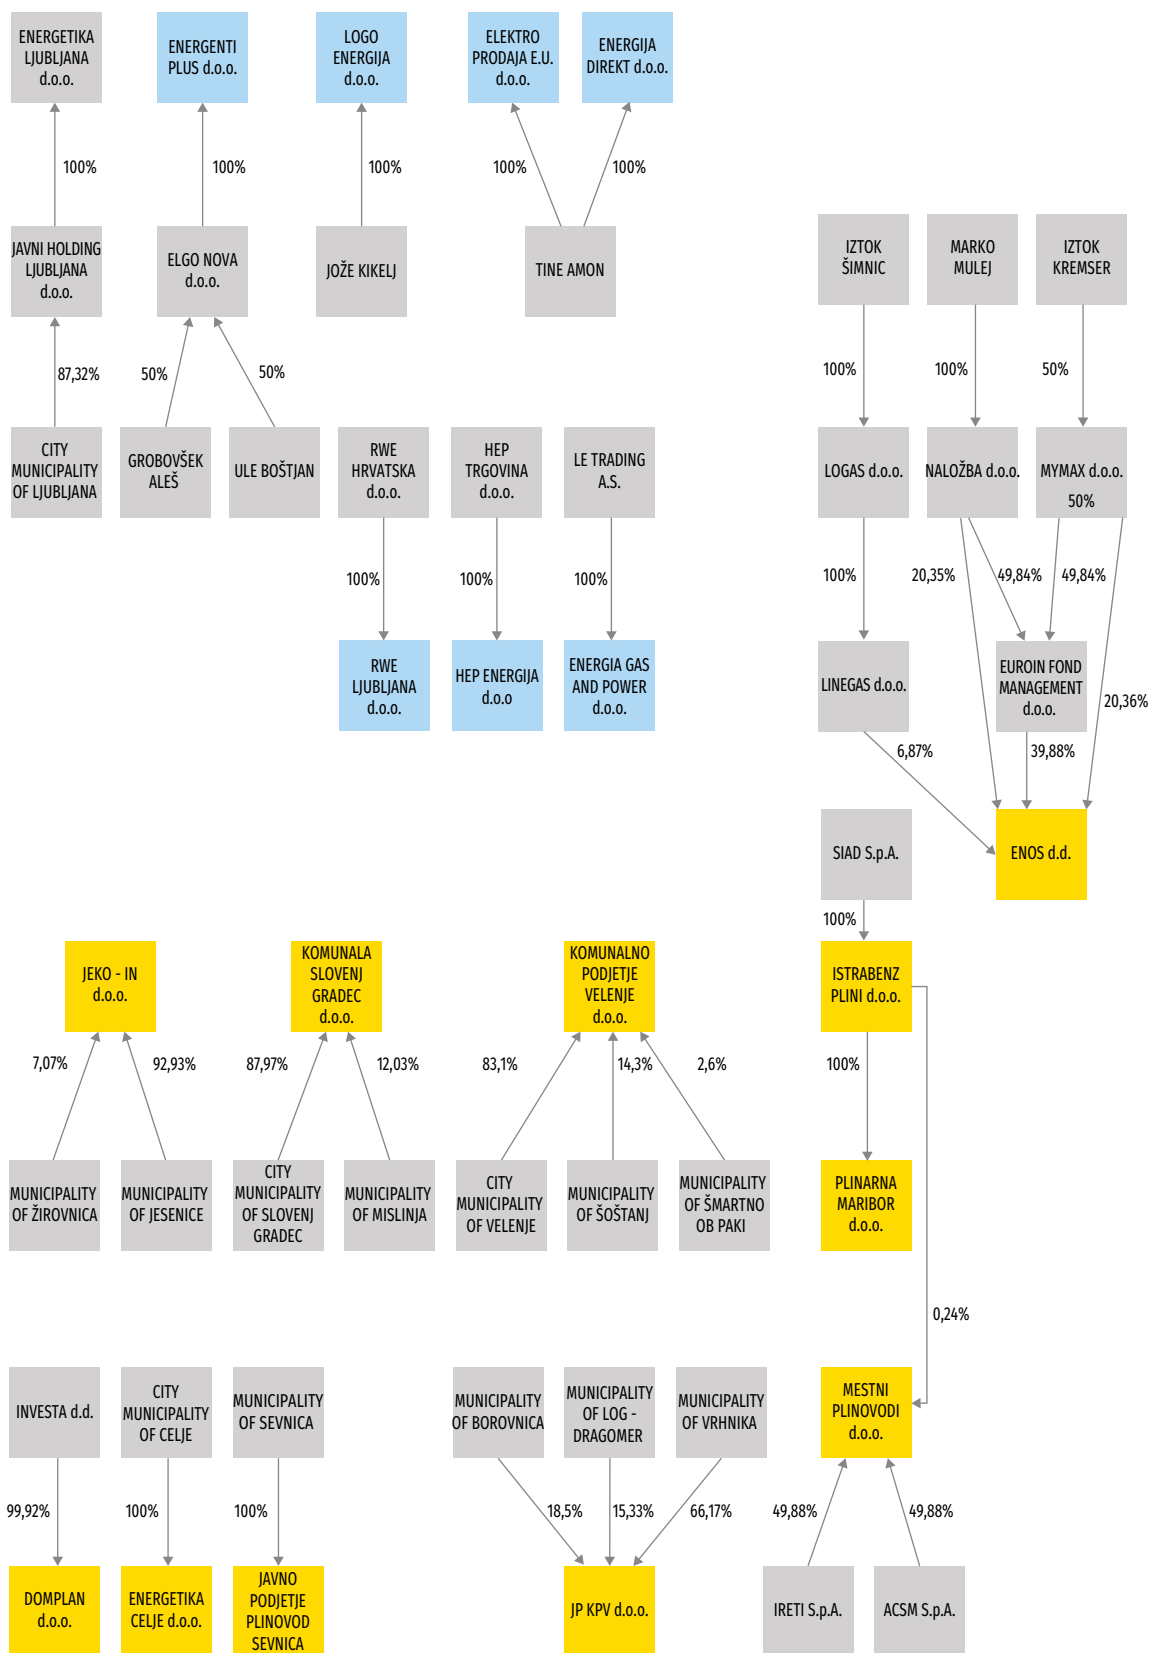 ENERGETIKA
LJUBLJANA
d.o.o.
ENERGENTI
PLUS d.o.o.
LOGO
ENERGIJA
d.o.o.
ELEKTRO
PRODAJA E.U.
d.o.o.
ENERGIJA
DIREKT d.o.o.
100%
100%
100%
100%
100%
JAVNI HOLDING
LJUBLJANA
d.o.o.
ELGO NOVA
d.o.o.
JOŽE KIKELJ
TINE AMON
IZTOK
ŠIMNIC
MARKO
MULEJ
IZTOK
KREMSER
87,32%
50%
50%
100%
100%
50%
CITY
MUNICIPALITY
OF LJUBLJANA
GROBOVŠEK
ALEŠ
ULE BOŠTJAN
RWE
HRVATSKA
d.o.o.
HEP
TRGOVINA
d.o.o.
LE TRADING
A.S.
LOGAS d.o.o.
NALOŽBA d.o.o.
MYMAX d.o.o.
50%
100%
100%
100%
100%
20,35%
49,84%
49,84%
RWE
LJUBLJANA
d.o.o.
HEP ENERGIJA
d.o.o
ENERGIA GAS
AND POWER
d.o.o.
LINEGAS d.o.o.
EUROIN FOND
MANAGEMENT
d.o.o.
20,36%
6,87%
39,88%
SIAD S.p.A.
ENOS d.d.
100%
JEKO - IN
d.o.o.
KOMUNALA
SLOVENJ
GRADEC
d.o.o.
KOMUNALNO
PODJETJE
VELENJE
d.o.o.
ISTRABENZ
PLINI d.o.o.
7,07%
92,93%
87,97%
12,03%
83,1%
14,3%
2,6%
100%
MUNICIPALITY
OF ŽIROVNICA
MUNICIPALITY
OF JESENICE
CITY
MUNICIPALITY
OF SLOVENJ
GRADEC
MUNICIPALITY
OF MISLINJA
CITY
MUNICIPALITY
OF VELENJE
MUNICIPALITY
OF ŠOŠTANJ
MUNICIPALITY
OF ŠMARTNO
OB PAKI
PLINARNA
MARIBOR
d.o.o.
0,24%
INVESTA d.d.
CITY
MUNICIPALITY
OF CELJE
MUNICIPALITY
OF SEVNICA
MUNICIPALITY
OF BOROVNICA
MUNICIPALITY
OF LOG -
DRAGOMER
MUNICIPALITY
OF VRHNIKA
MESTNI
PLINOVODI
d.o.o.
99,92%
100%
100%
18,5%
15,33%
66,17%
49,88%
49,88%
DOMPLAN
d.o.o.
ENERGETIKA
CELJE d.o.o.
JAVNO
PODJETJE
PLINOVOD
SEVNICA
JP KPV d.o.o.
IRETI S.p.A.
ACSM S.p.A.